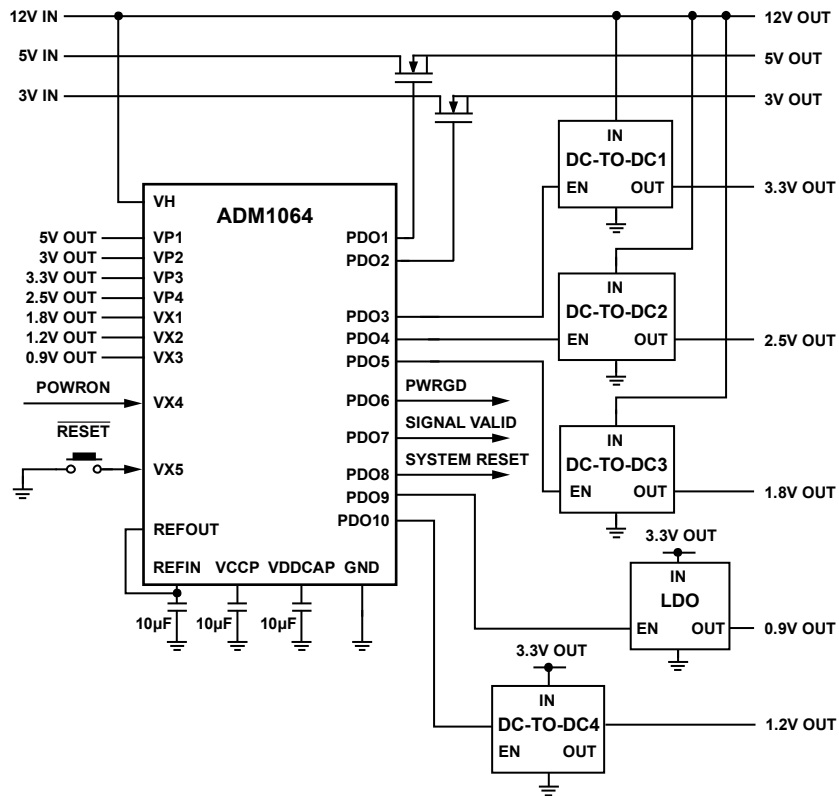 12V IN
12V OUT
5V IN
5V OUT
3V IN
3V OUT
IN
DC-TO-DC1
EN OUT
3.3V OUT
VH
ADM1064
5V OUT VP1
3V OUT VP2
3.3V OUT VP3
2.5V OUT VP4
1.8V OUT VX1
1.2V OUT VX2
0.9V OUT VX3
POWRON
VX4
RESET
VX5
REFOUT
REFIN VCCP VDDCAP GND
10µF 10µF 10µF
PDO1
PDO2
PDO3
PDO4
PDO5
PDO6
PDO7
PDO8
PDO9
PDO10
PWRGD
SIGNAL VALID
SYSTEM RESET
IN
DC-TO-DC2
EN OUT
2.5V OUT
IN
DC-TO-DC3
EN OUT
1.8V OUT
3.3V OUT
IN
LDO
EN OUT
0.9V OUT
3.3V OUT
IN
DC-TO-DC4
EN OUT
1.2V OUT